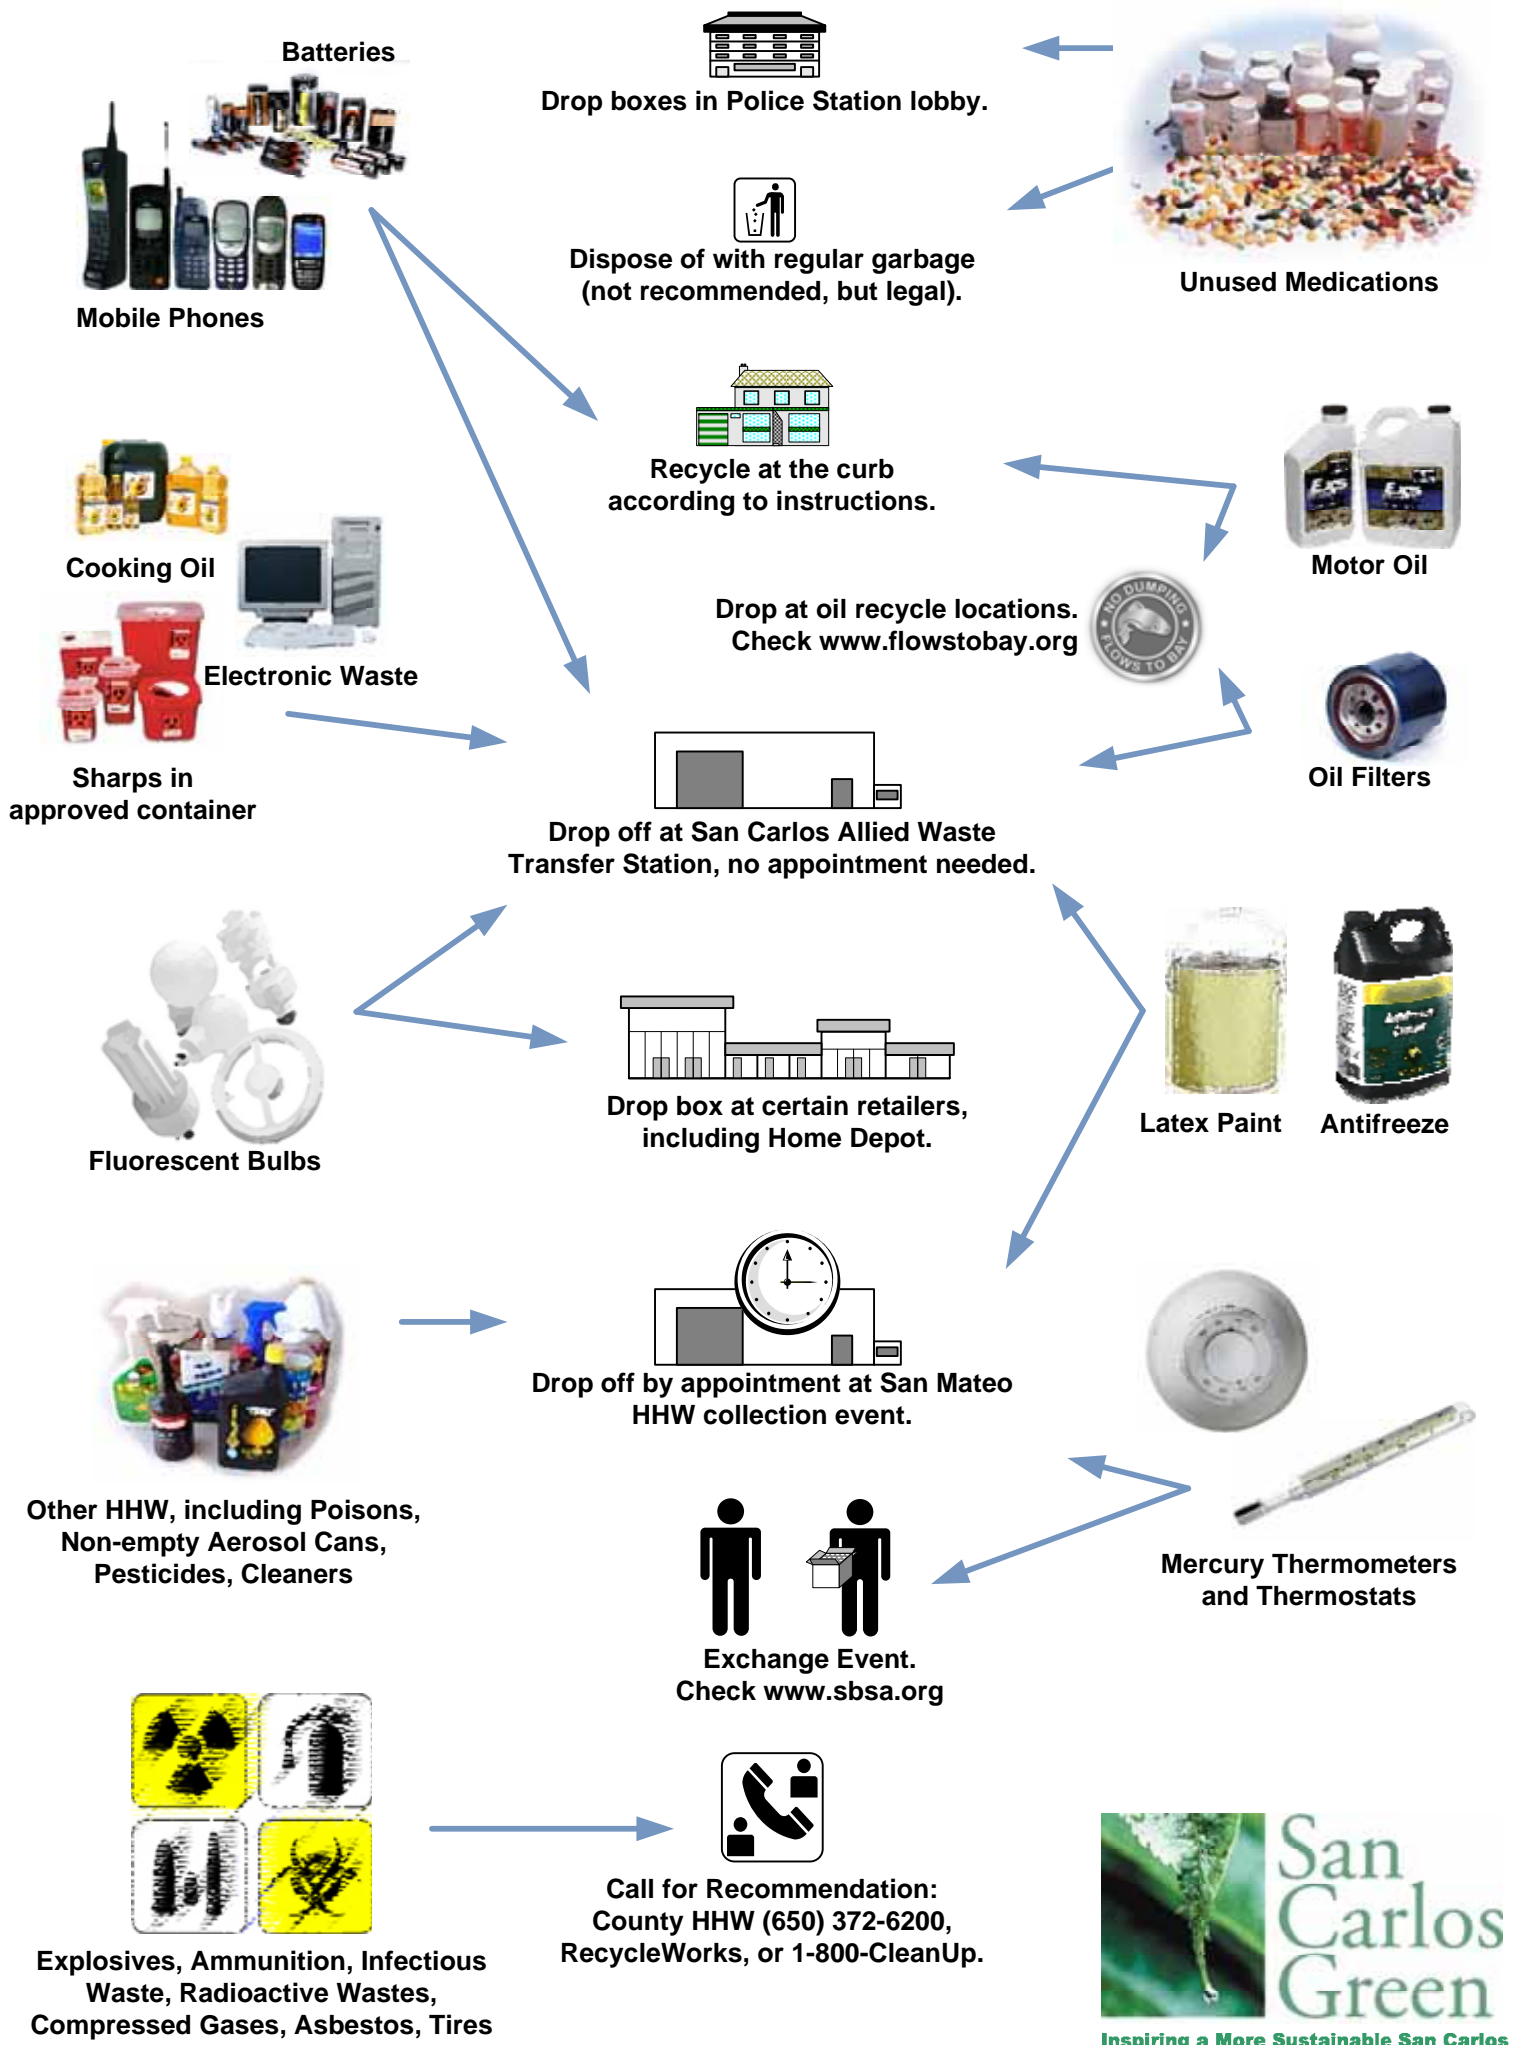 Batteries
Drop boxes in Police Station lobby.
Dispose of with regular garbage
(not recommended, but legal).
Unused Medications
Mobile Phones
Recycle at the curb
according to instructions.
Cooking Oil
Motor Oil
NO DUMPING
FLOWS TO BAY
Drop at oil recycle locations.
Check www.flowstobay.org
Electronic Waste
Sharps in
approved container
Oil Filters
Drop off at San Carlos Allied Waste
Transfer Station, no appointment needed.
Drop box at certain retailers,
including Home Depot.
Latex Paint
Antifreeze
Fluorescent Bulbs
Drop off by appointment at San Mateo
HHW collection event.
Other HHW, including Poisons,
Non-empty Aerosol Cans,
Pesticides, Cleaners
Mercury Thermometers
and Thermostats
Exchange Event.
Check www.sbsa.org
Call for Recommendation:
County HHW (650) 372-6200,
RecycleWorks, or 1-800-CleanUp.
Explosives, Ammunition, Infectious
Waste, Radioactive Wastes,
Compressed Gases, Asbestos, Tires
San
Carlos
Green
Inspiring a More Sustainable San Carlos